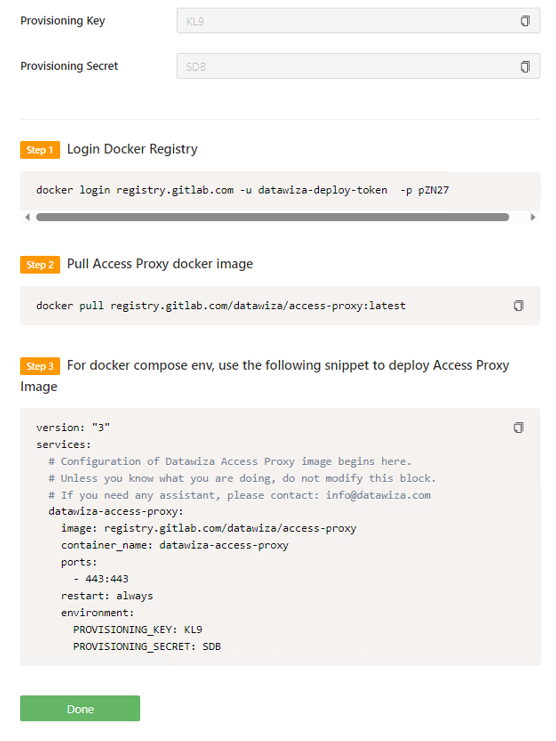 Provisioning Key KL9
Provisioning Secret SDB
Step 1 Login Docker Registry
docker login registry.gitlab.com -u datawiza-deploy-token  -p pZN27
Step 2 Pull Access Proxy docker image
docker pull registry.gitlab.com/datawiza/access-proxy:latest
Step 3 For docker compose env, use the following snippet to deploy Access Proxy
Image
version: "3"
services:
  # Configuration of Datawiza Access Proxy image begins here.
  # Unless you know what you are doing, do not modify this block.
  # If you need any assistant, please contact: info@datawiza.com
  datawiza-access-proxy:
    image: registry.gitlab.com/datawiza/access-proxy
    container_name: datawiza-access-proxy
    ports:
      - 443:443
    restart: always
    environment:
      PROVISIONING_KEY: KL9
      PROVISIONING_SECRET: SDB
Done